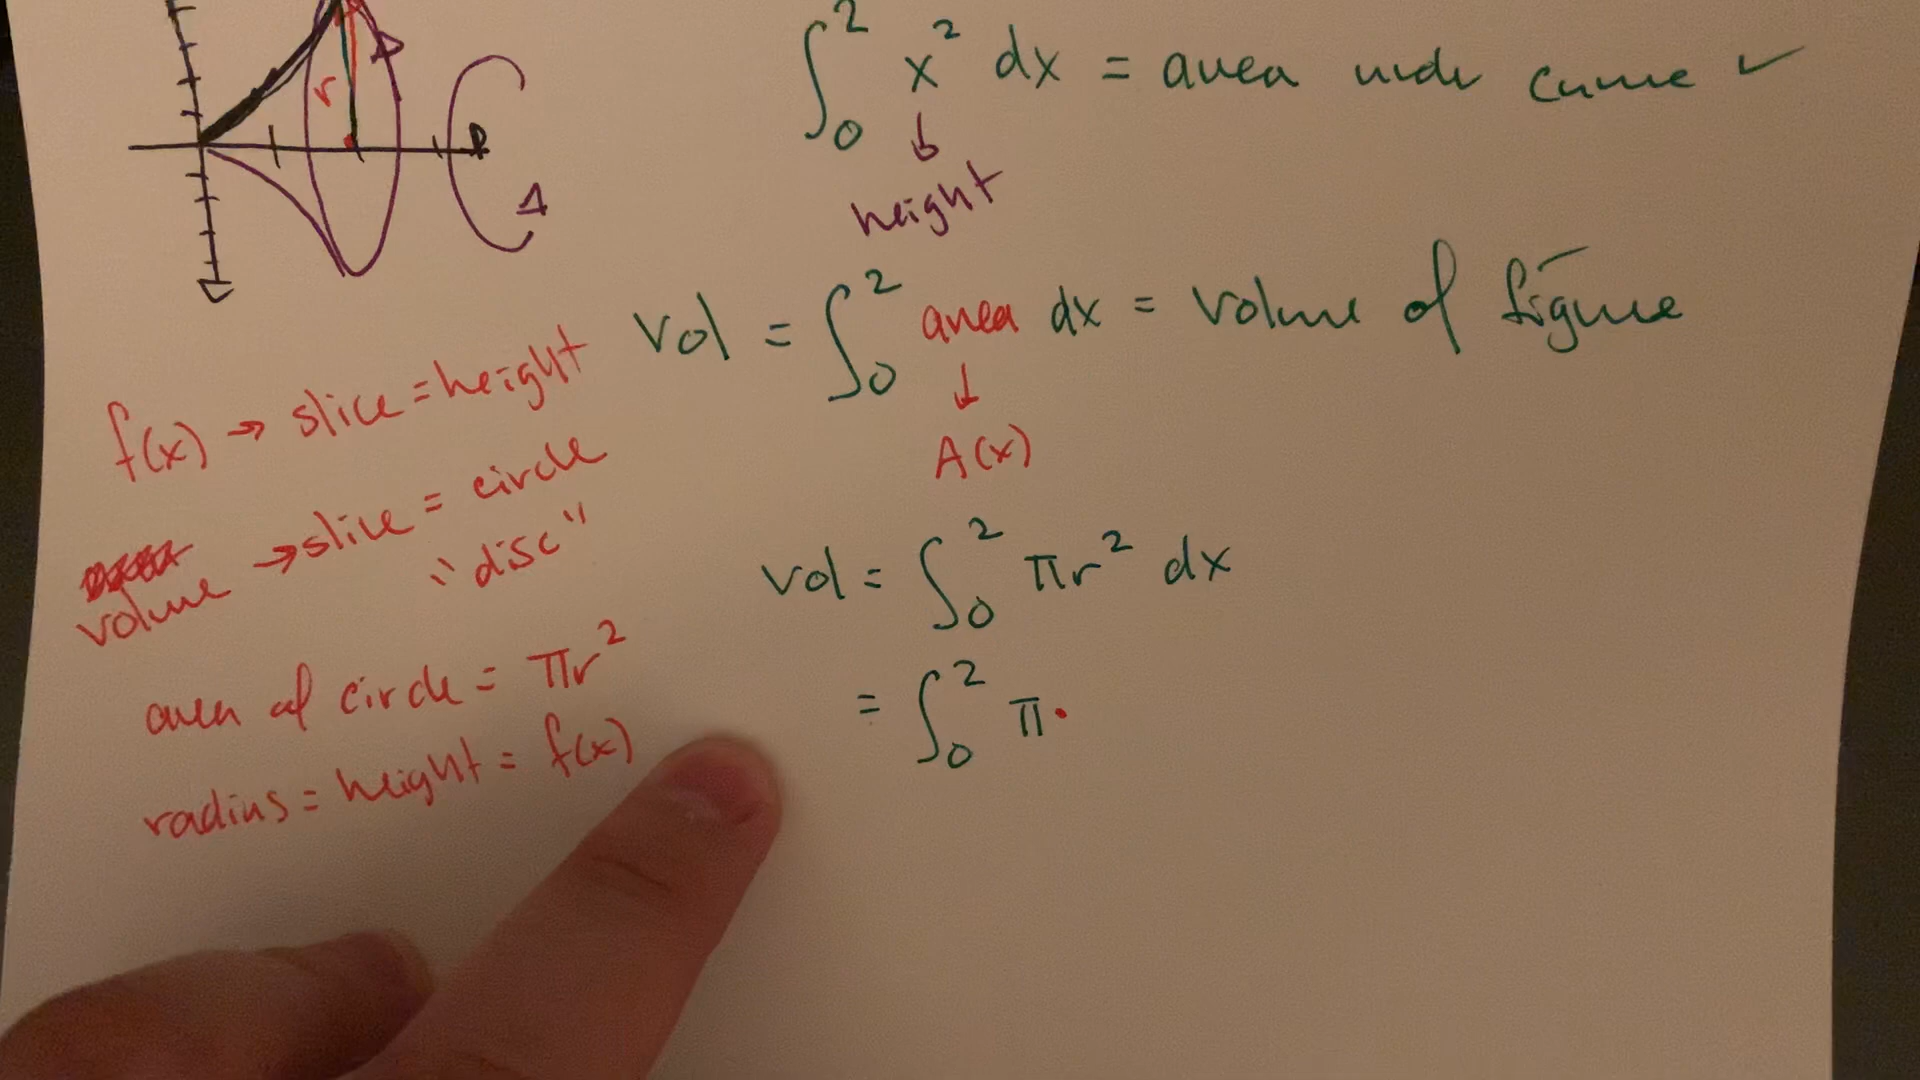 r
∫₀² x² dx = area under curve ✓
height
Vol = ∫₀² area dx = volume of figure
A(x)
f(x) → slice = height
volume → slice = circle
"disc"
area of circle = πr²
radius = height = f(x)
vol = ∫₀² πr² dx
= ∫₀² π·